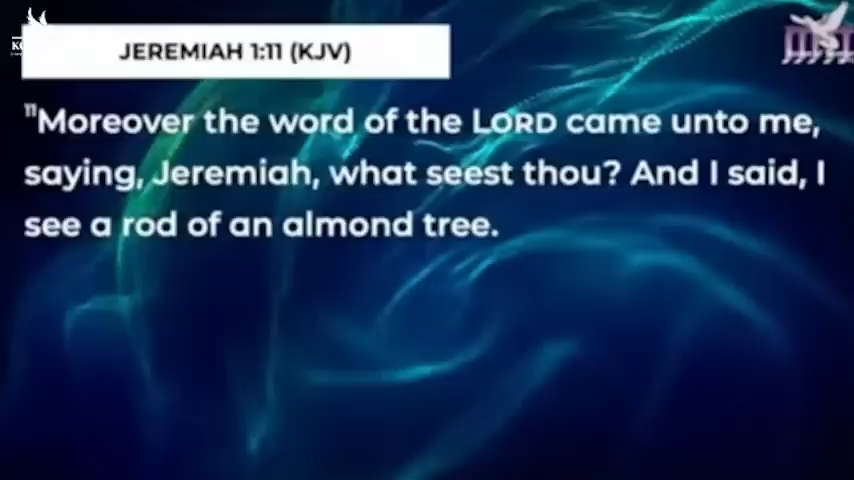 JEREMIAH 1:11 (KJV)
11Moreover the word of the LORD came unto me,
saying, Jeremiah, what seest thou? And I said, I
see a rod of an almond tree.